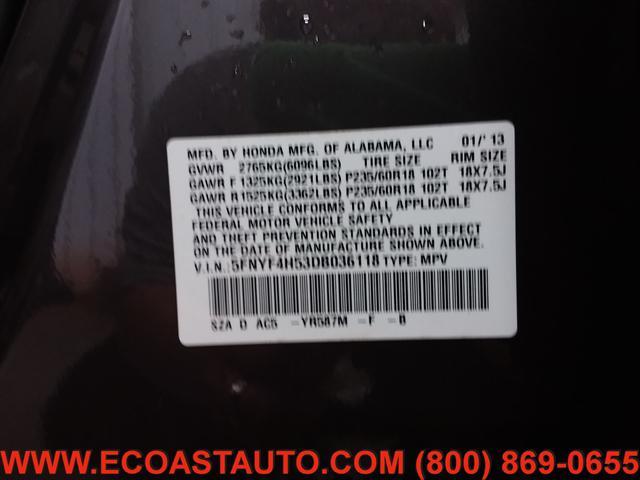 MFD. BY HONDA MFG. OF ALABAMA, LLC 01/'13
GVWR 2765KG(6096LBS) TIRE SIZE RIM SIZE
GAWR F 1325KG(2921LBS) P235/60R18 102T 18X7.5J
GAWR R 1525KG(3362LBS) P235/60R18 102T 18X7.5J
THIS VEHICLE CONFORMS TO ALL APPLICABLE
FEDERAL MOTOR VEHICLE SAFETY
AND THEFT PREVENTION STANDARDS IN EFFECT
ON THE DATE OF MANUFACTURE SHOWN ABOVE.
V.I.N.: 5FNYF4H53DB036118 TYPE: MPV
SZA D AC5 -YR587M -F -B
WWW.ECOASTAUTO.COM (800) 869-0655